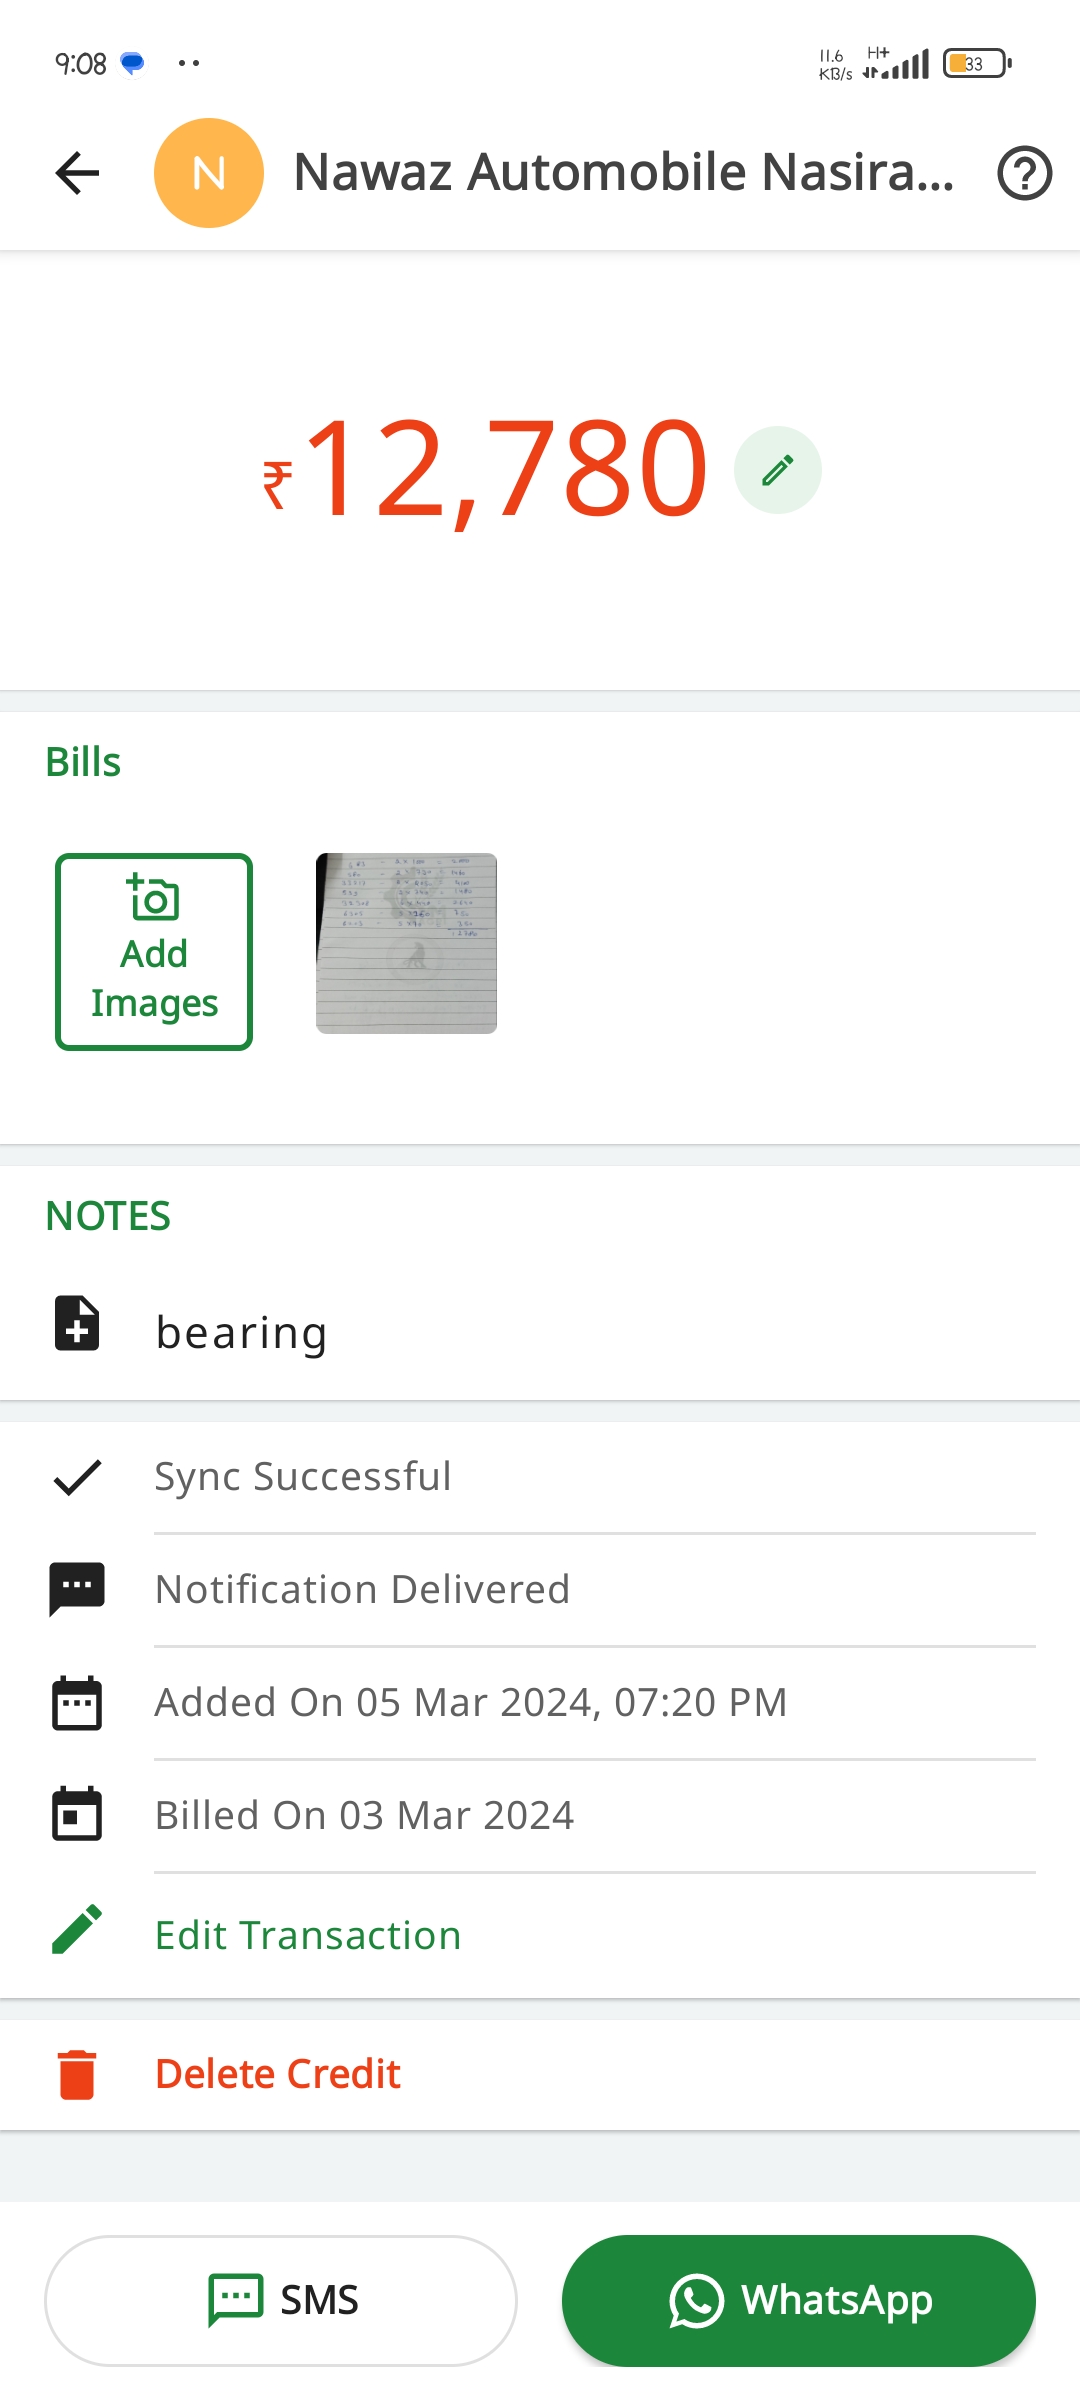 9:08
11.6
KB/s
H+
33
N
Nawaz Automobile Nasira...
₹12,780
Bills
Add
Images
NOTES
bearing
Sync Successful
Notification Delivered
Added On 05 Mar 2024, 07:20 PM
Billed On 03 Mar 2024
Edit Transaction
Delete Credit
SMS
WhatsApp